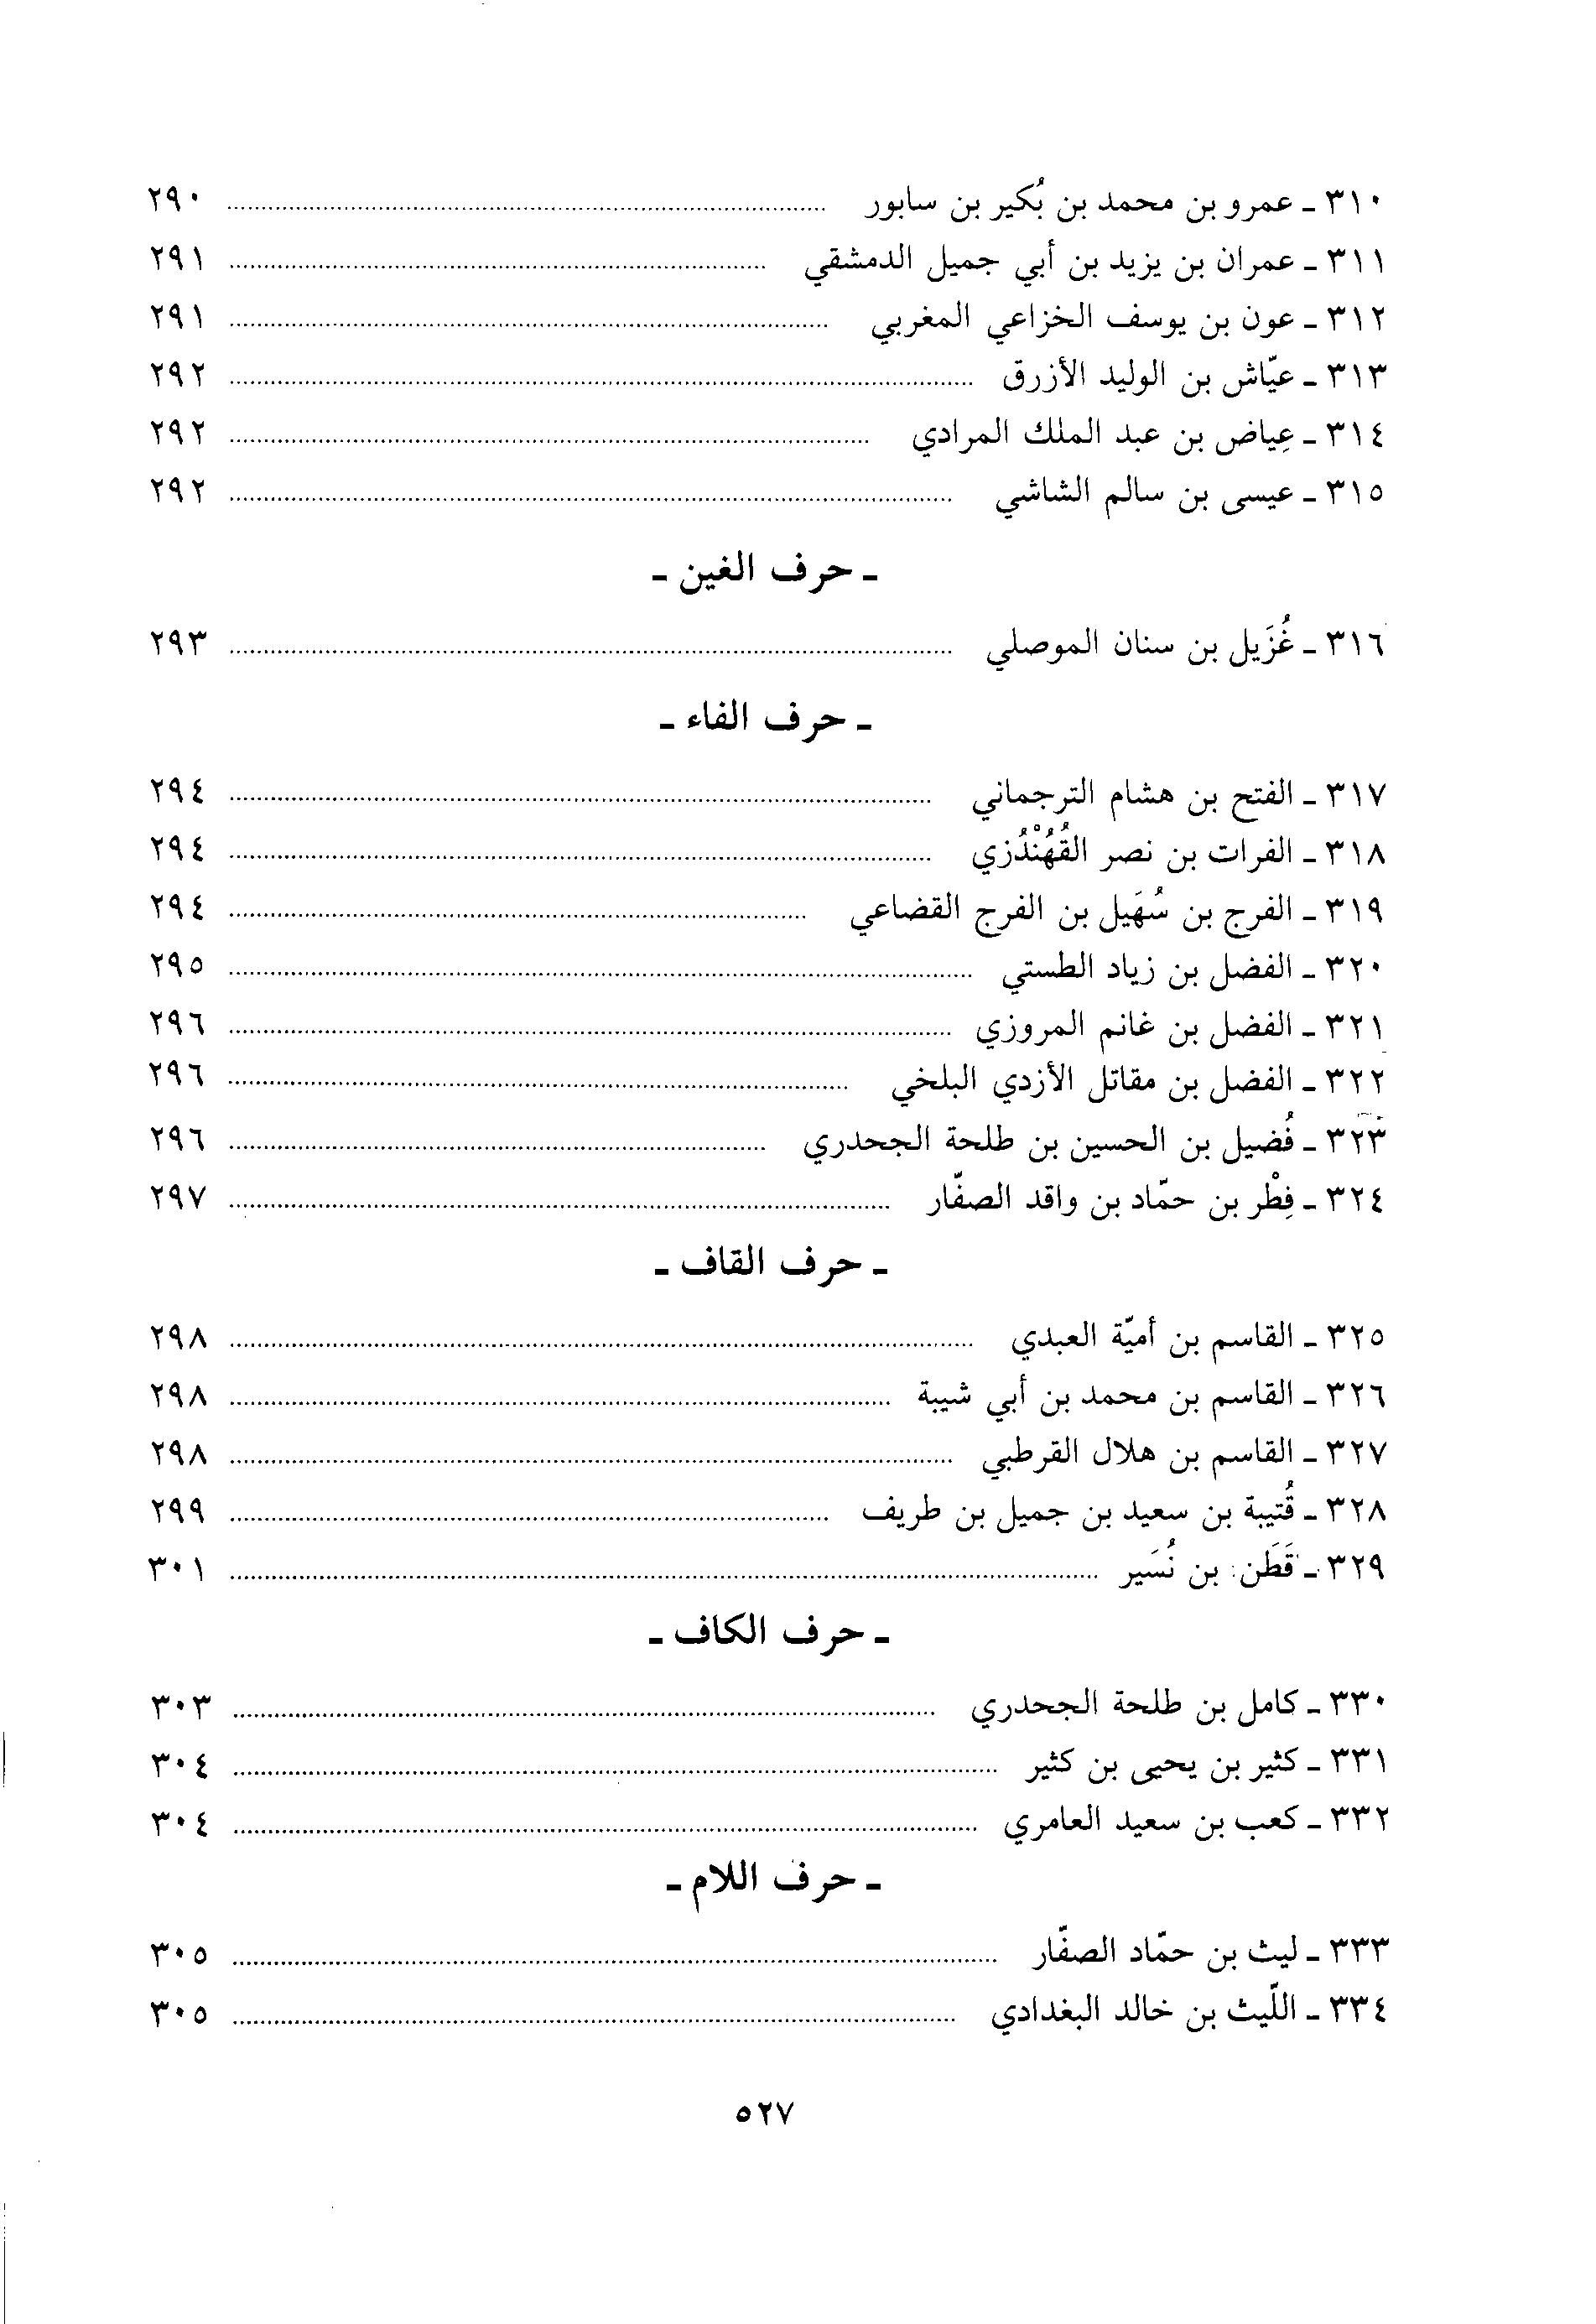 ٣١٠ ـ عمرو بن محمد بن بُكير بن سابور ........ ٢٩٠
٣١١ ـ عمران بن يزيد بن أبي جميل الدمشقي ........ ٢٩١
٣١٢ ـ عون بن يوسف الخزاعي المغربي ........ ٢٩١
٣١٣ ـ عيّاش بن الوليد الأزرق ........ ٢٩٢
٣١٤ ـ عِياض بن عبد الملك المرادي ........ ٢٩٢
٣١٥ ـ عيسى بن سالم الشاشي ........ ٢٩٢
ـ حرف الغين ـ
٣١٦ ـ غُزَيل بن سنان الموصلي ........ ٢٩٣
ـ حرف الفاء ـ
٣١٧ ـ الفتح بن هشام الترجماني ........ ٢٩٤
٣١٨ ـ الفرات بن نصر القُهُنْدُزي ........ ٢٩٤
٣١٩ ـ الفرج بن سُهَيل بن الفرج القضاعي ........ ٢٩٤
٣٢٠ ـ الفضل بن زياد الطستي ........ ٢٩٥
٣٢١ ـ الفضل بن غانم المروزي ........ ٢٩٦
٣٢٢ ـ الفضل بن مقاتل الأزدي البلخي ........ ٢٩٦
٣٢٣ ـ فُضيل بن الحسين بن طلحة الجحدري ........ ٢٩٦
٣٢٤ ـ فِطْر بن حمّاد بن واقد الصفّار ........ ٢٩٧
ـ حرف القاف ـ
٣٢٥ ـ القاسم بن أميّة العبدي ........ ٢٩٨
٣٢٦ ـ القاسم بن محمد بن أبي شيبة ........ ٢٩٨
٣٢٧ ـ القاسم بن هلال القرطبي ........ ٢٩٨
٣٢٨ ـ قُتيبة بن سعيد بن جميل بن طريف ........ ٢٩٩
٣٢٩ ـ قَطَن بن نُسَير ........ ٣٠١
ـ حرف الكاف ـ
٣٣٠ ـ كامل بن طلحة الجحدري ........ ٣٠٣
٣٣١ ـ كثير بن يحيى بن كثير ........ ٣٠٤
٣٣٢ ـ كعب بن سعيد العامري ........ ٣٠٤
ـ حرف اللام ـ
٣٣٣ ـ ليث بن حمّاد الصفّار ........ ٣٠٥
٣٣٤ ـ اللّيث بن خالد البغدادي ........ ٣٠٥
٥٢٧